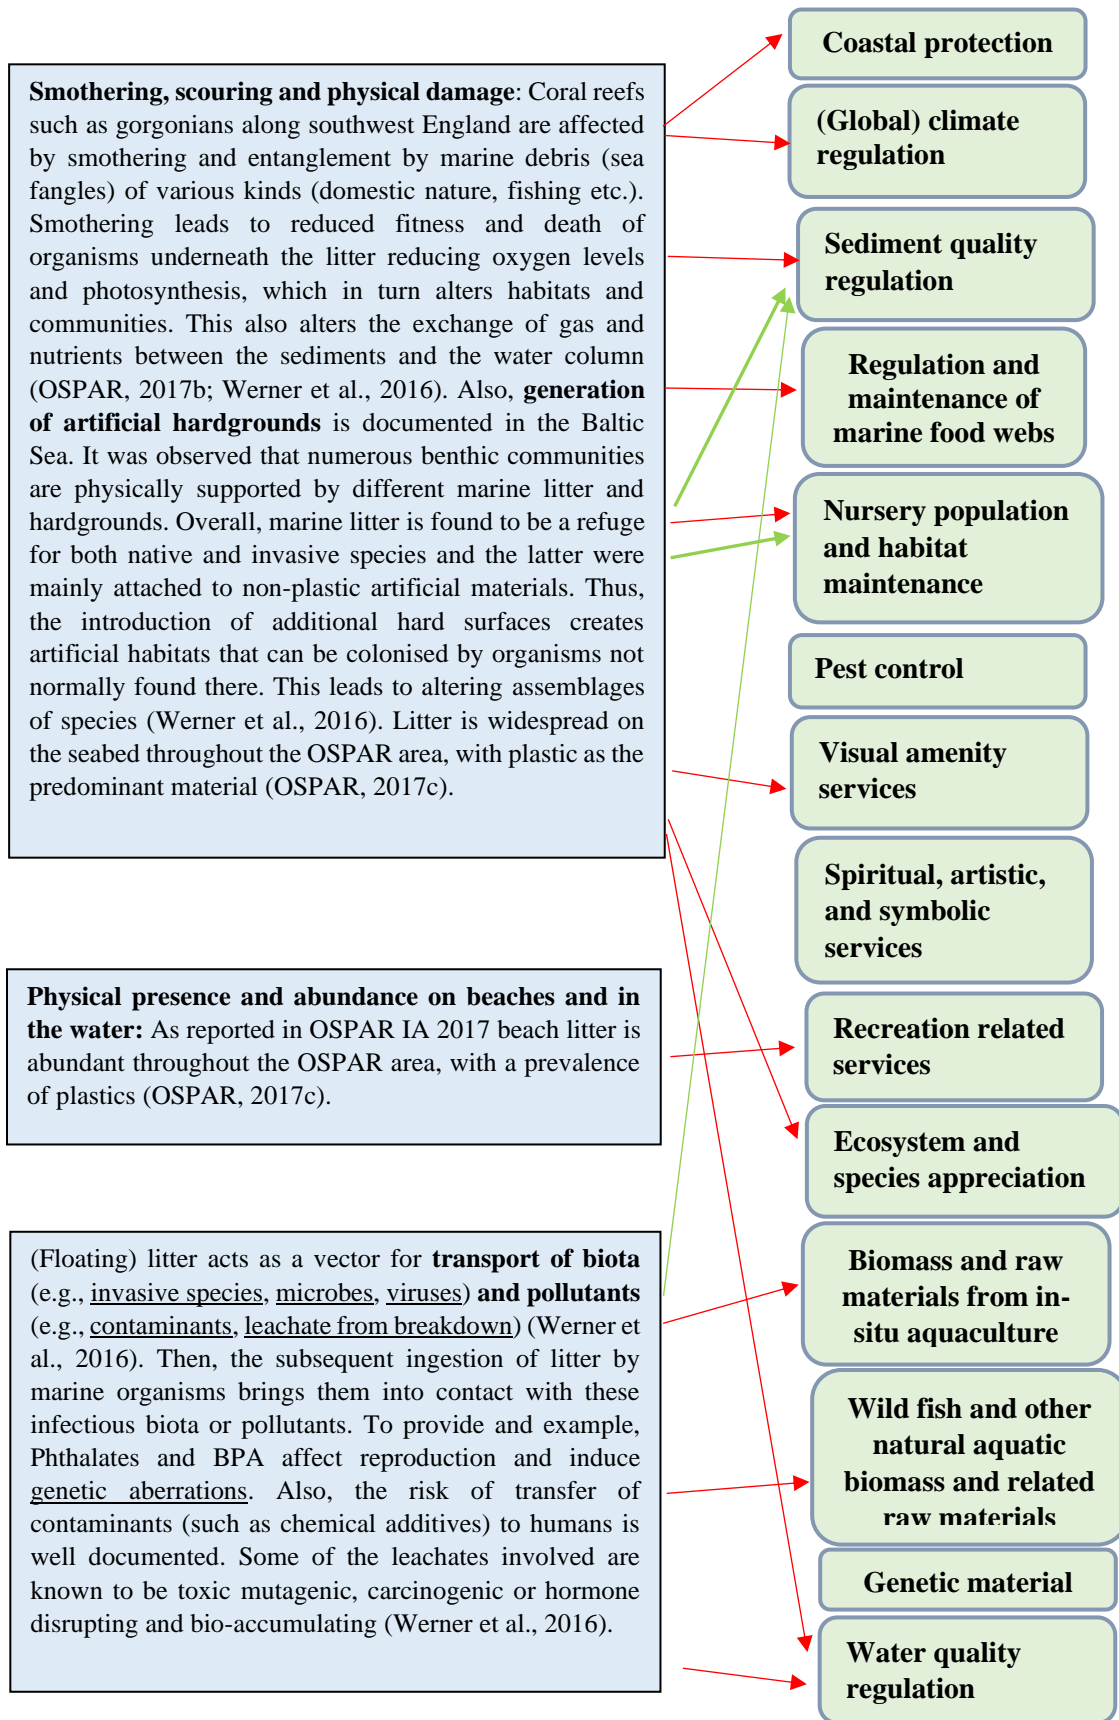 Smothering, scouring and physical damage: Coral reefs
such as gorgonians along southwest England are affected
by smothering and entanglement by marine debris (sea
fangles) of various kinds (domestic nature, fishing etc.).
Smothering leads to reduced fitness and death of
organisms underneath the litter reducing oxygen levels
and photosynthesis, which in turn alters habitats and
communities. This also alters the exchange of gas and
nutrients between the sediments and the water column
(OSPAR, 2017b; Werner et al., 2016). Also, generation
of artificial hardgrounds is documented in the Baltic
Sea. It was observed that numerous benthic communities
are physically supported by different marine litter and
hardgrounds. Overall, marine litter is found to be a refuge
for both native and invasive species and the latter were
mainly attached to non-plastic artificial materials. Thus,
the introduction of additional hard surfaces creates
artificial habitats that can be colonised by organisms not
normally found there. This leads to altering assemblages
of species (Werner et al., 2016). Litter is widespread on
the seabed throughout the OSPAR area, with plastic as the
predominant material (OSPAR, 2017c).
Physical presence and abundance on beaches and in
the water: As reported in OSPAR IA 2017 beach litter is
abundant throughout the OSPAR area, with a prevalence
of plastics (OSPAR, 2017c).
(Floating) litter acts as a vector for transport of biota
(e.g., invasive species, microbes, viruses) and pollutants
(e.g., contaminants, leachate from breakdown) (Werner et
al., 2016). Then, the subsequent ingestion of litter by
marine organisms brings them into contact with these
infectious biota or pollutants. To provide and example,
Phthalates and BPA affect reproduction and induce
genetic aberrations. Also, the risk of transfer of
contaminants (such as chemical additives) to humans is
well documented. Some of the leachates involved are
known to be toxic mutagenic, carcinogenic or hormone
disrupting and bio-accumulating (Werner et al., 2016).
Coastal protection
(Global) climate
regulation
Sediment quality
regulation
Regulation and
maintenance of
marine food webs
Nursery population
and habitat
maintenance
Pest control
Visual amenity
services
Spiritual, artistic,
and symbolic
services
Recreation related
services
Ecosystem and
species appreciation
Biomass and raw
materials from in-
situ aquaculture
Wild fish and other
natural aquatic
biomass and related
raw materials
Genetic material
Water quality
regulation